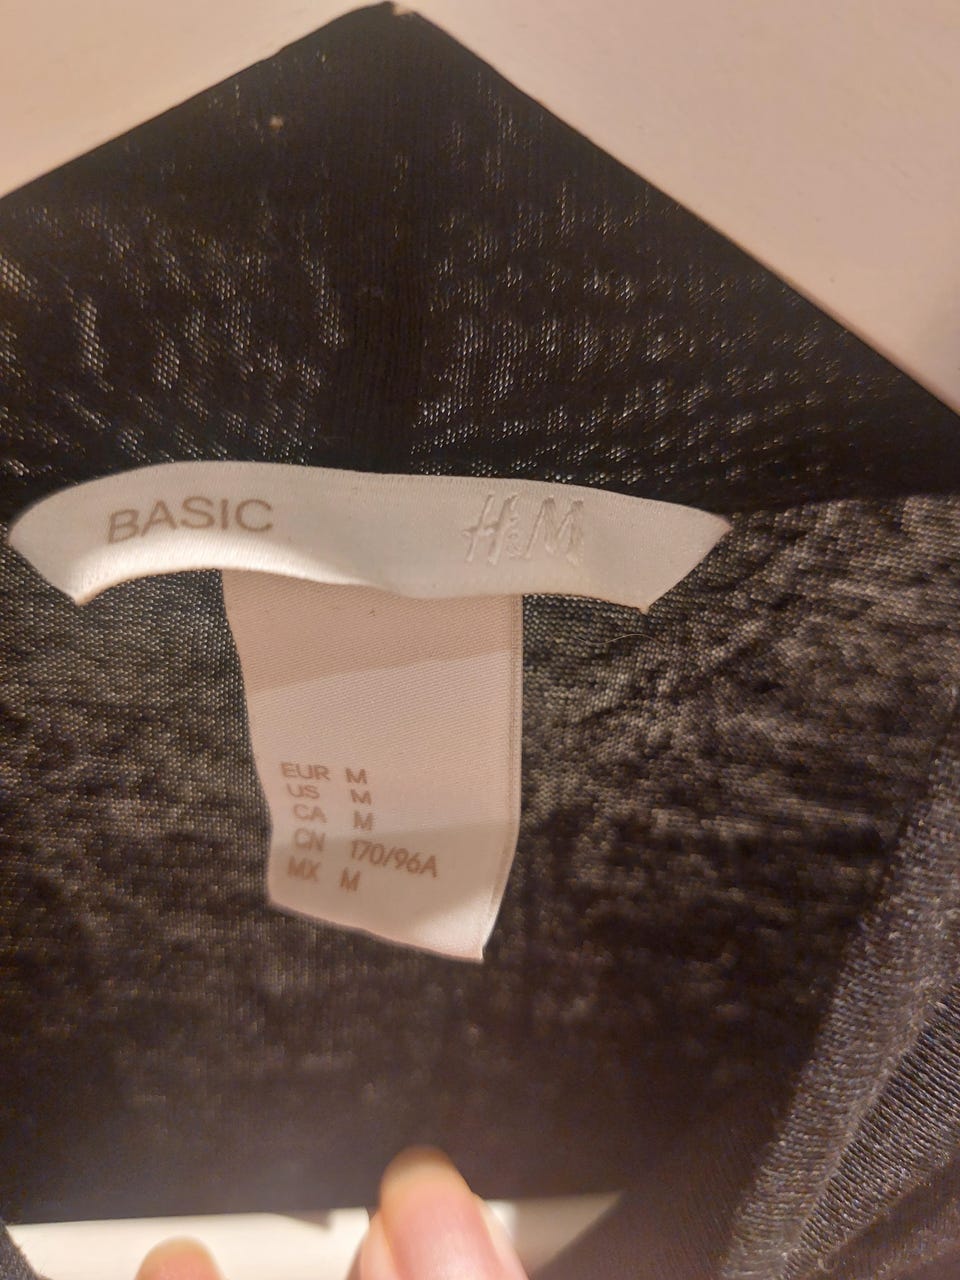 BASIC H&M
EUR M
US M
CA M
CN 170/96A
MX M